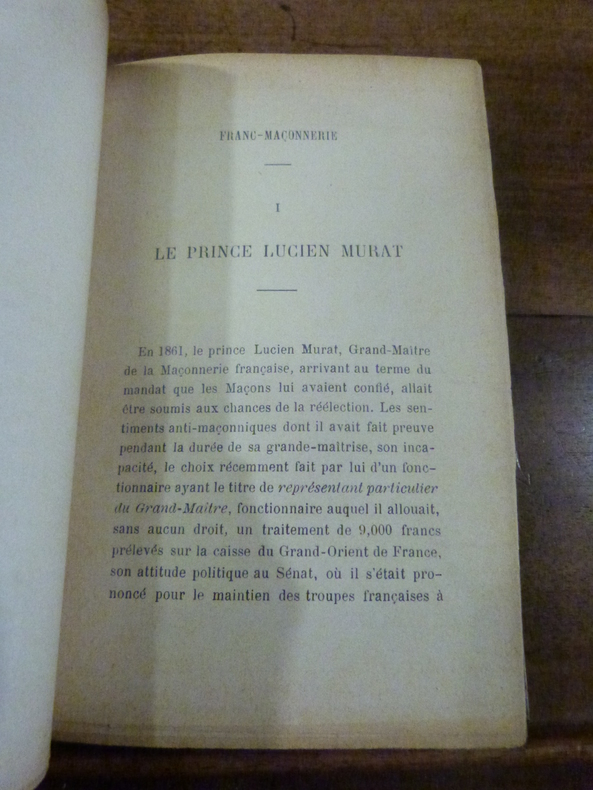 FRANC-MAÇONNERIE
I
LE PRINCE LUCIEN MURAT
En 1861, le prince Lucien Murat, Grand-Maître
de la Maçonnerie française, arrivant au terme du
mandat que les Maçons lui avaient confié, allait
être soumis aux chances de la réélection. Les sen-
timents anti-maçonniques dont il avait fait preuve
pendant la durée de sa grande-maîtrise, son inca-
pacité, le choix récemment fait par lui d'un fonc-
tionnaire ayant le titre de représentant particulier
du Grand-Maître, fonctionnaire auquel il allouait,
sans aucun droit, un traitement de 9,000 francs
prélevés sur la caisse du Grand-Orient de France,
son attitude politique au Sénat, où il s'était pro-
noncé pour le maintien des troupes françaises à